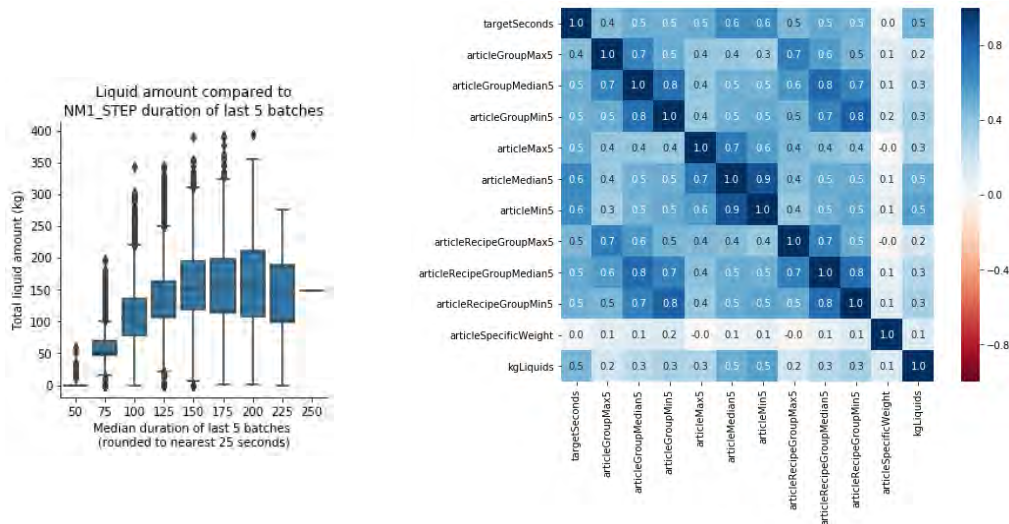 Liquid amount compared to
NM1_STEP duration of last 5 batches
400
350
300
250
200
150
100
50
0
Total liquid amount (kg)
50 75 100 125 150 175 200 225 250
Median duration of last 5 batches
(rounded to nearest 25 seconds)
targetSeconds 1.0 0.4 0.5 0.5 0.5 0.6 0.6 0.5 0.5 0.5 0.0 0.5
articleGroupMax5 0.4 1.0 0.7 0.5 0.4 0.4 0.3 0.7 0.6 0.5 0.1 0.2
articleGroupMedian5 0.5 0.7 1.0 0.8 0.4 0.5 0.5 0.6 0.8 0.7 0.1 0.3
articleGroupMin5 0.5 0.5 0.8 1.0 0.4 0.5 0.5 0.5 0.7 0.8 0.2 0.3
articleMax5 0.5 0.4 0.4 0.4 1.0 0.7 0.6 0.4 0.4 0.4 -0.0 0.3
articleMedian5 0.6 0.4 0.5 0.5 0.7 1.0 0.9 0.4 0.5 0.5 0.1 0.5
articleMin5 0.6 0.3 0.5 0.5 0.6 0.9 1.0 0.4 0.5 0.5 0.1 0.5
articleRecipeGroupMax5 0.5 0.7 0.6 0.5 0.4 0.4 0.4 1.0 0.7 0.5 -0.0 0.2
articleRecipeGroupMedian5 0.5 0.6 0.8 0.7 0.4 0.5 0.5 0.7 1.0 0.8 0.1 0.3
articleRecipeGroupMin5 0.5 0.5 0.7 0.8 0.4 0.5 0.5 0.5 0.8 1.0 0.1 0.3
articleSpecificWeight 0.0 0.1 0.1 0.2 -0.0 0.1 0.1 -0.0 0.1 0.1 1.0 0.1
kgLiquids 0.5 0.2 0.3 0.3 0.3 0.5 0.5 0.2 0.3 0.3 0.1 1.0
targetSeconds
articleGroupMax5
articleGroupMedian5
articleGroupMin5
articleMax5
articleMedian5
articleMin5
articleRecipeGroupMax5
articleRecipeGroupMedian5
articleRecipeGroupMin5
articleSpecificWeight
kgLiquids
0.8
0.4
0.0
-0.4
-0.8